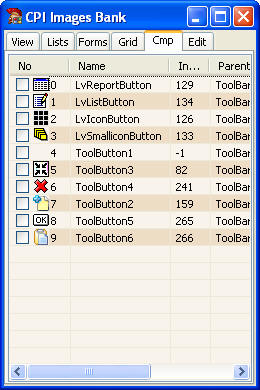 CPI Images Bank
View Lists Forms Grid Cmp Edit
No Name In... Parent
0 LvReportButton 129 ToolBar
1 LvListButton 134 ToolBar
2 LvIconButton 126 ToolBar
3 LvSmalliconButton 133 ToolBar
4 ToolButton1 -1 ToolBar
5 ToolButton3 82 ToolBar
6 ToolButton4 241 ToolBar
7 ToolButton2 159 ToolBar
OK 8 ToolButton5 265 ToolBar
9 ToolButton6 266 ToolBar